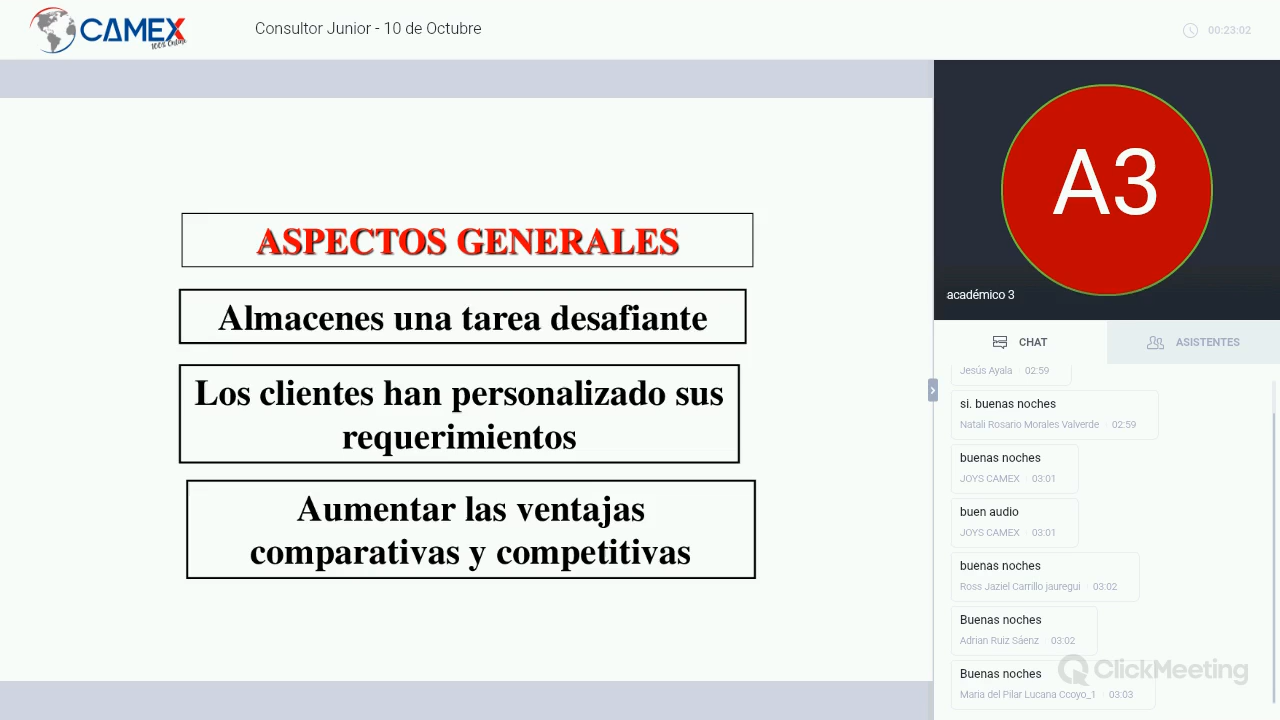 CAMEX
100% Online
Consultor Junior - 10 de Octubre
00:23:02
ASPECTOS GENERALES
Almacenes una tarea desafiante
Los clientes han personalizado sus
requerimientos
Aumentar las ventajas
comparativas y competitivas
A3
académico 3
CHAT
ASISTENTES
Jesús Ayala · 02:59
si. buenas noches
Natali Rosario Morales Valverde · 02:59
buenas noches
JOYS CAMEX · 03:01
buen audio
JOYS CAMEX · 03:01
buenas noches
Ross Jaziel Carrillo jauregui · 03:02
Buenas noches
Adrian Ruiz Sáenz · 03:02
Buenas noches
Maria del Pilar Lucana Ccoyo_1 · 03:03
ClickMeeting